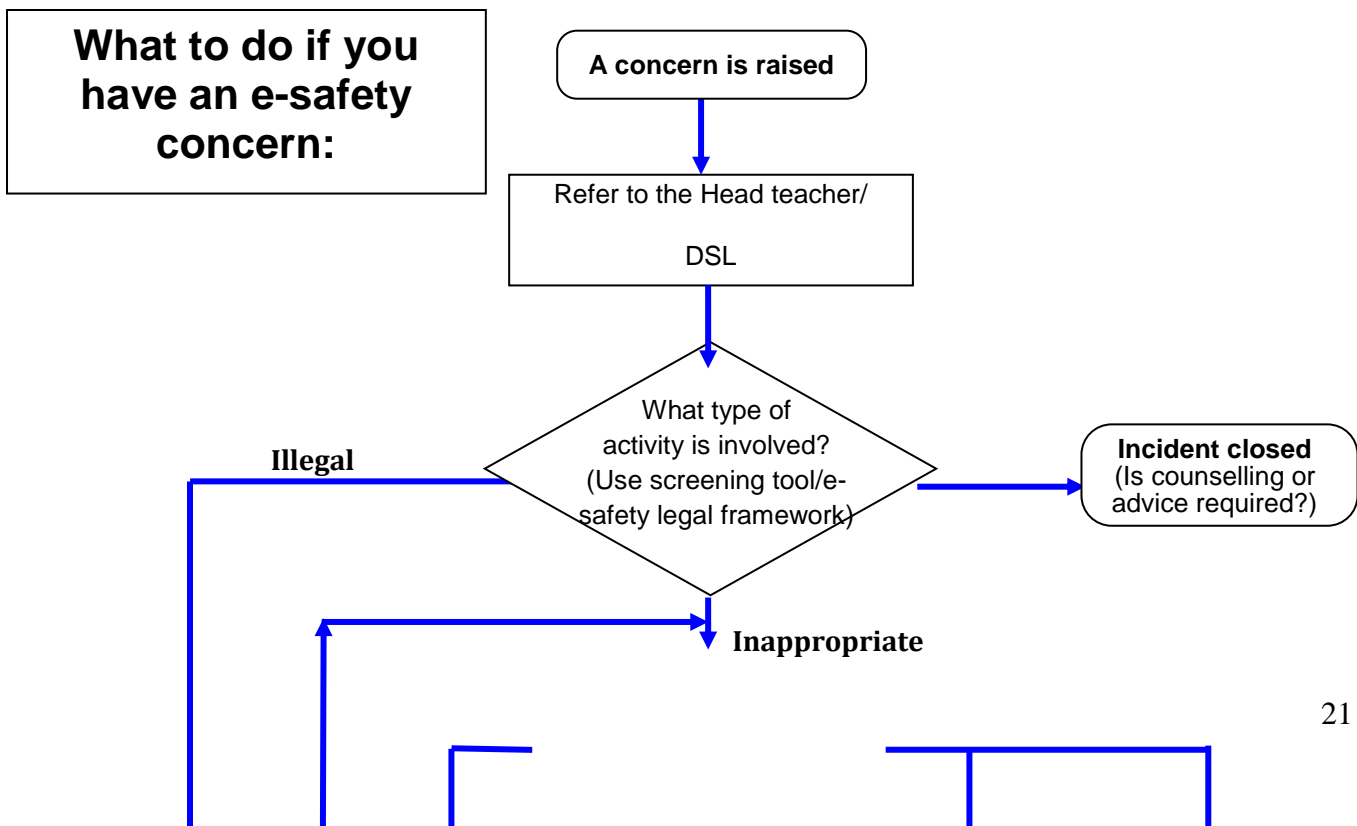 What to do if you
have an e-safety
concern:
A concern is raised
Refer to the Head teacher/
DSL
What type of
activity is involved?
(Use screening tool/e-
safety legal framework)
Illegal
Incident closed
(Is counselling or
advice required?)
Inappropriate
21